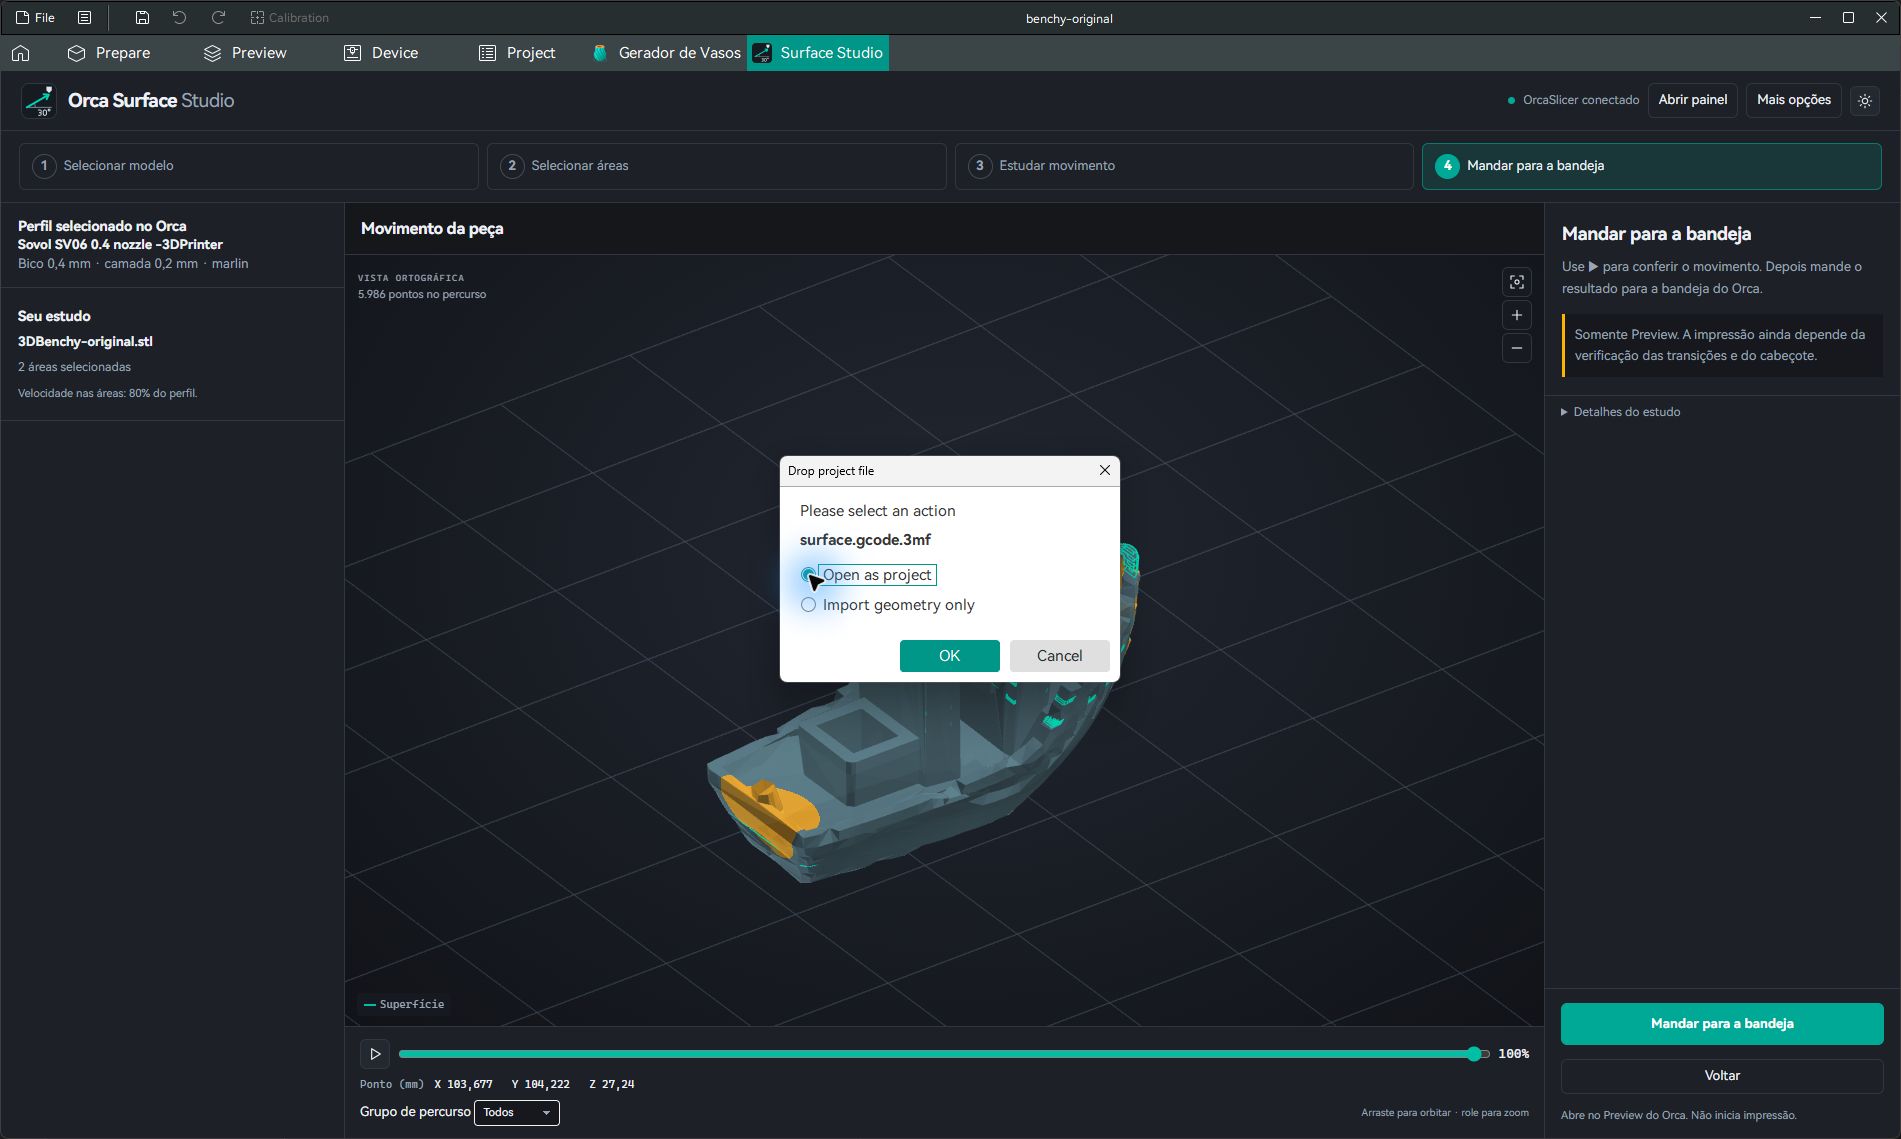 File
Calibration
benchy-original
Prepare
Preview
Device
Project
Gerador de Vasos
30°
Surface Studio
30°
Orca Surface Studio
OrcaSlicer conectado
Abrir painel
Mais opções
1 Selecionar modelo
2 Selecionar áreas
3 Estudar movimento
4 Mandar para a bandeja
Perfil selecionado no Orca
Sovol SV06 0.4 nozzle -3DPrinter
Bico 0,4 mm · camada 0,2 mm · marlin
Seu estudo
3DBenchy-original.stl
2 áreas selecionadas
Velocidade nas áreas: 80% do perfil.
Movimento da peça
VISTA ORTOGRÁFICA
5.986 pontos no percurso
Drop project file
Please select an action
surface.gcode.3mf
Open as project
Import geometry only
OK
Cancel
Superfície
100%
Ponto (mm) X 103,677 Y 104,222 Z 27,24
Grupo de percurso Todos
Arraste para orbitar · role para zoom
Mandar para a bandeja
Use ▶ para conferir o movimento. Depois mande o
resultado para a bandeja do Orca.
Somente Preview. A impressão ainda depende da
verificação das transições e do cabeçote.
Detalhes do estudo
Mandar para a bandeja
Voltar
Abre no Preview do Orca. Não inicia impressão.